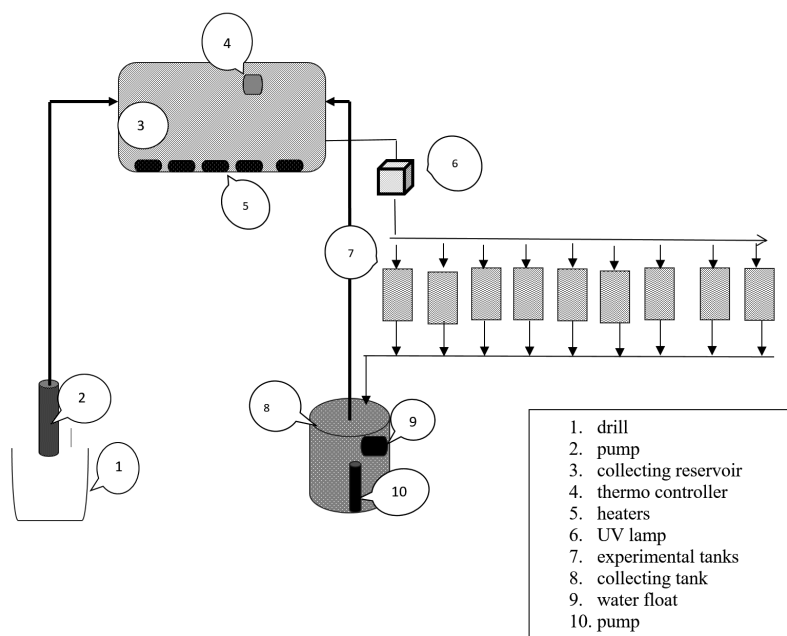 4
3
5
6
7
2
1
8
9
10
1. drill
2. pump
3. collecting reservoir
4. thermo controller
5. heaters
6. UV lamp
7. experimental tanks
8. collecting tank
9. water float
10. pump